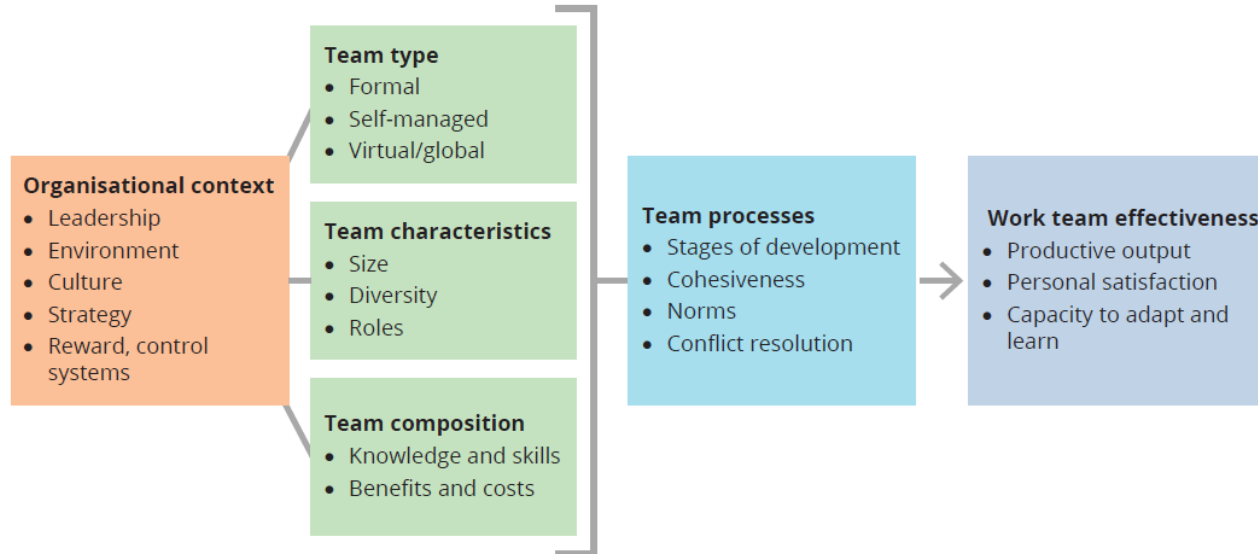 Organisational context
• Leadership
• Environment
• Culture
• Strategy
• Reward, control
systems
Team type
• Formal
• Self-managed
• Virtual/global
Team characteristics
• Size
• Diversity
• Roles
Team composition
• Knowledge and skills
• Benefits and costs
Team processes
• Stages of development
• Cohesiveness
• Norms
• Conflict resolution
Work team effectiveness
• Productive output
• Personal satisfaction
• Capacity to adapt and
learn